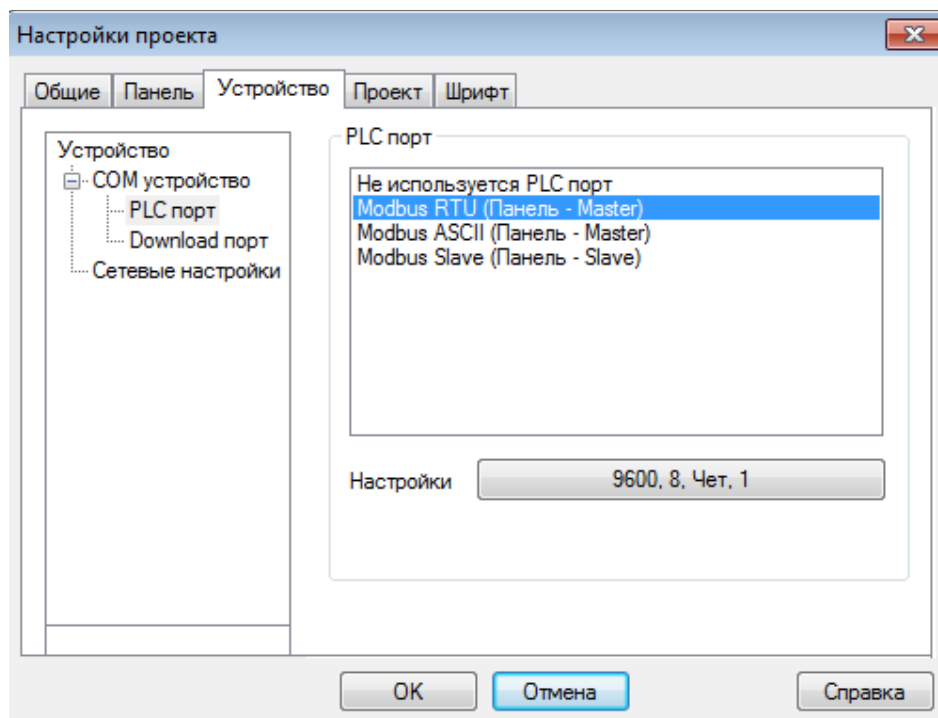 Настройки проекта
Общие Панель Устройство Проект Шрифт
Устройство
COM устройство
PLC порт
Download порт
Сетевые настройки
PLC порт
Не используется PLC порт
Modbus RTU (Панель - Master)
Modbus ASCII (Панель - Master)
Modbus Slave (Панель - Slave)
Настройки 9600, 8, Чет, 1
OK Отмена Справка